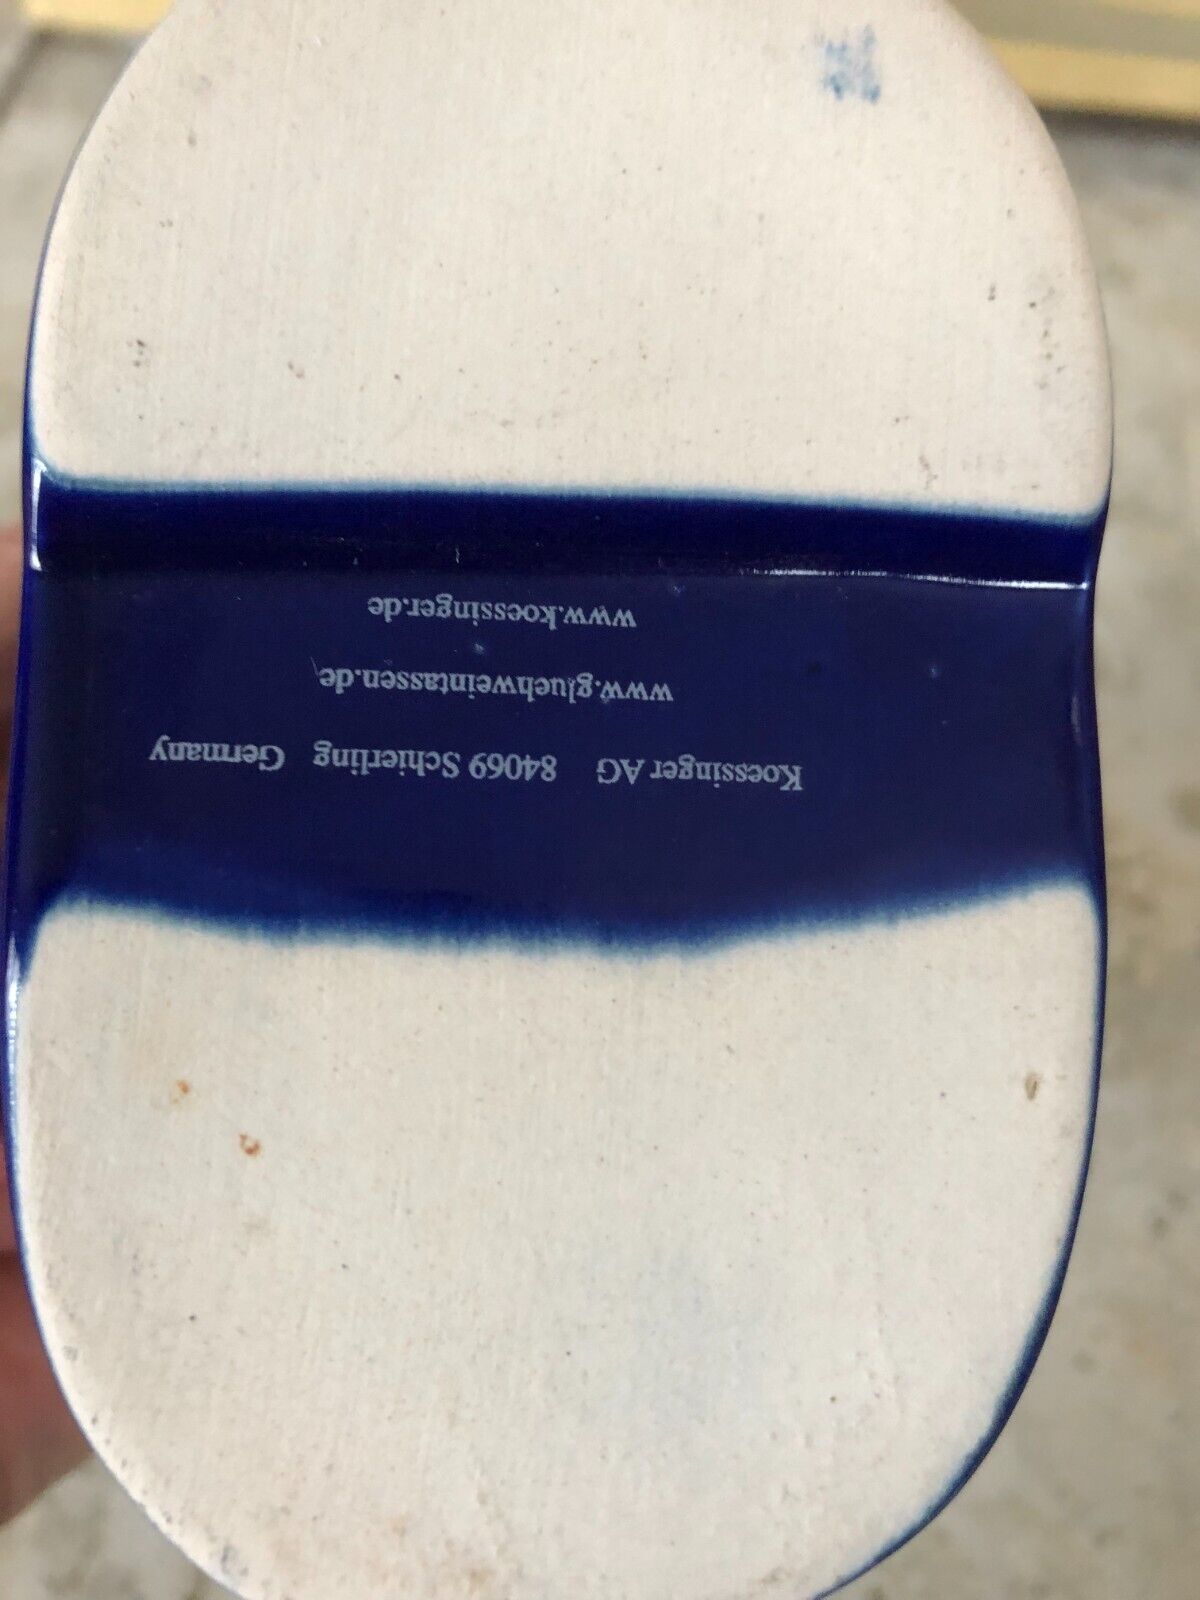 Koessinger AG 84069 Schierling Germany
www.gluehweintassen.de
www.koessinger.de